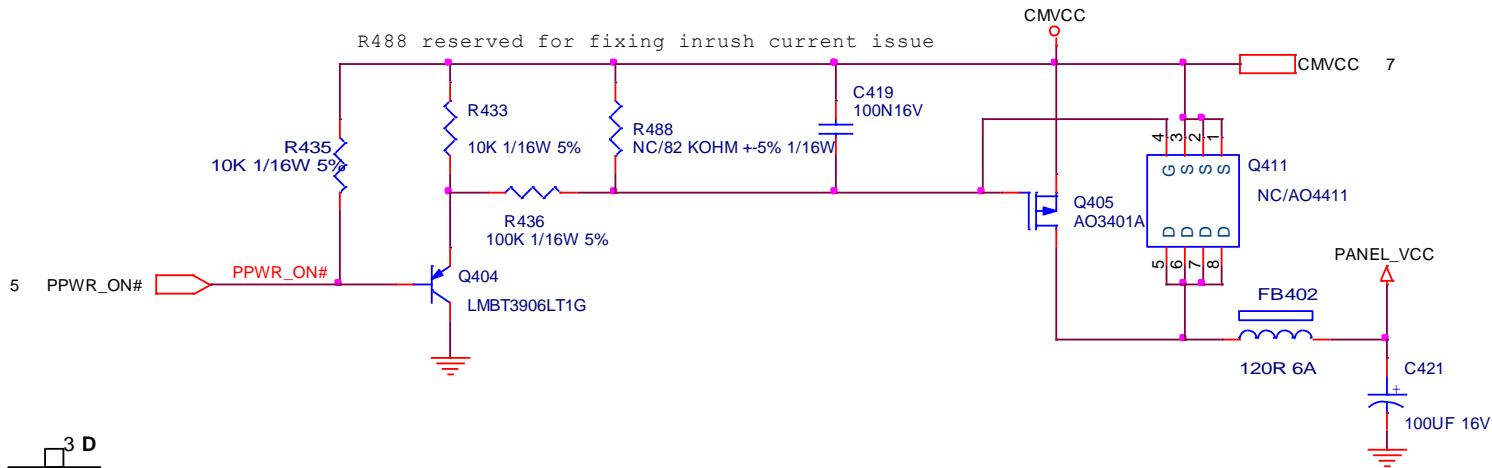 CMVCC
R488 reserved for fixing inrush current issue
CMVCC 7
C419
100N16V
R433
10K 1/16W 5%
R488
NC/82 KOHM +-5% 1/16W
R435
10K 1/16W 5%
4 3 2 1
G S S S
Q411
NC/AO4411
D D D D
5 6 7 8
Q405
AO3401A
R436
100K 1/16W 5%
PANEL_VCC
5 PPWR_ON# PPWR_ON#
Q404
LMBT3906LT1G
FB402
120R 6A
C421
+
100UF 16V
3 D